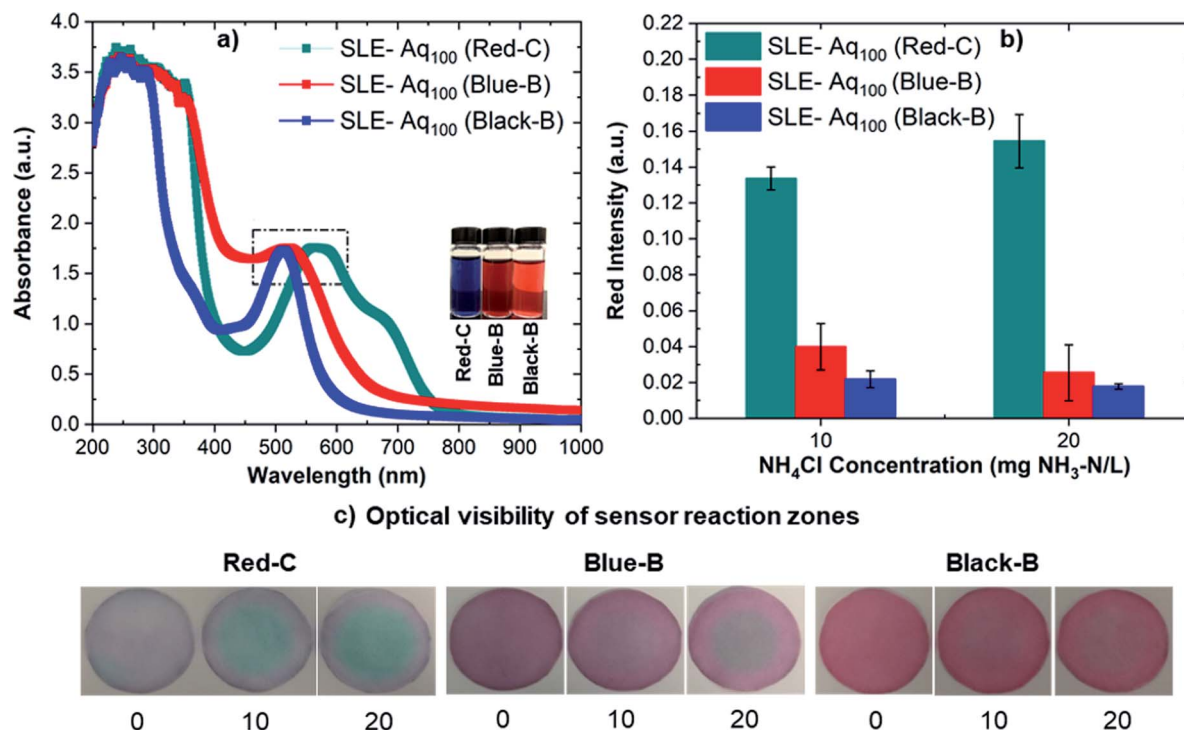 a)
SLE- Aq₁₀₀ (Red-C)
SLE- Aq₁₀₀ (Blue-B)
SLE- Aq₁₀₀ (Black-B)
Absorbance (a.u.)
4.0
3.5
3.0
2.5
2.0
1.5
1.0
0.5
0.0
Red-C
Blue-B
Black-B
200 300 400 500 600 700 800 900 1000
Wavelength (nm)
b)
SLE- Aq₁₀₀ (Red-C)
SLE- Aq₁₀₀ (Blue-B)
SLE- Aq₁₀₀ (Black-B)
Red Intensity (a.u.)
0.22
0.20
0.18
0.16
0.14
0.12
0.10
0.08
0.06
0.04
0.02
0.00
10 20
NH₄Cl Concentration (mg NH₃-N/L)
c) Optical visibility of sensor reaction zones
Red-C Blue-B Black-B
0 10 20 0 10 20 0 10 20